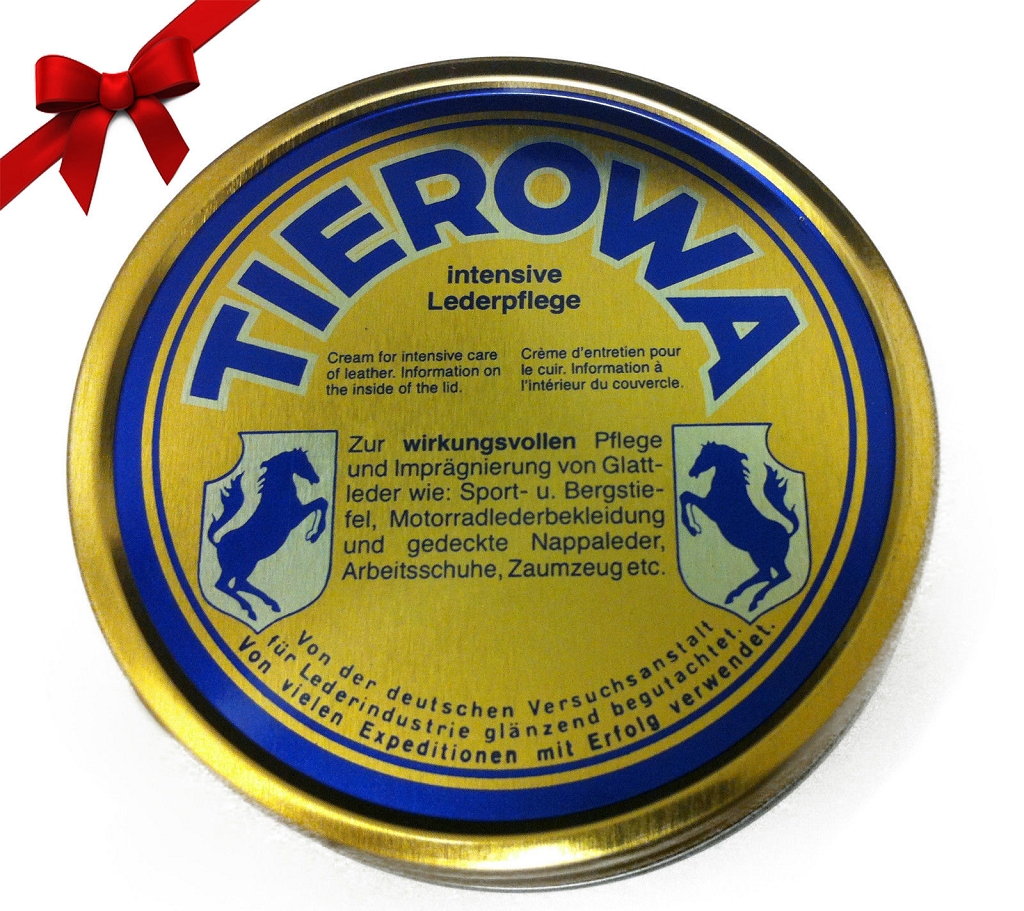 TIEROWA
intensive
Lederpflege
Cream for intensive care
of leather. Information on
the inside of the lid.
Crème d'entretien pour
le cuir. Information à
l'intérieur du couvercle.
Zur wirkungsvollen Pflege
und Imprägnierung von Glatt-
leder wie: Sport- u. Bergstie-
fel, Motorradlederbekleidung
und gedeckte Nappaleder,
Arbeitsschuhe, Zaumzeug etc.
Von der deutschen Versuchsanstalt
für Lederindustrie glänzend begutachtet.
Von vielen Expeditionen mit Erfolg verwendet.